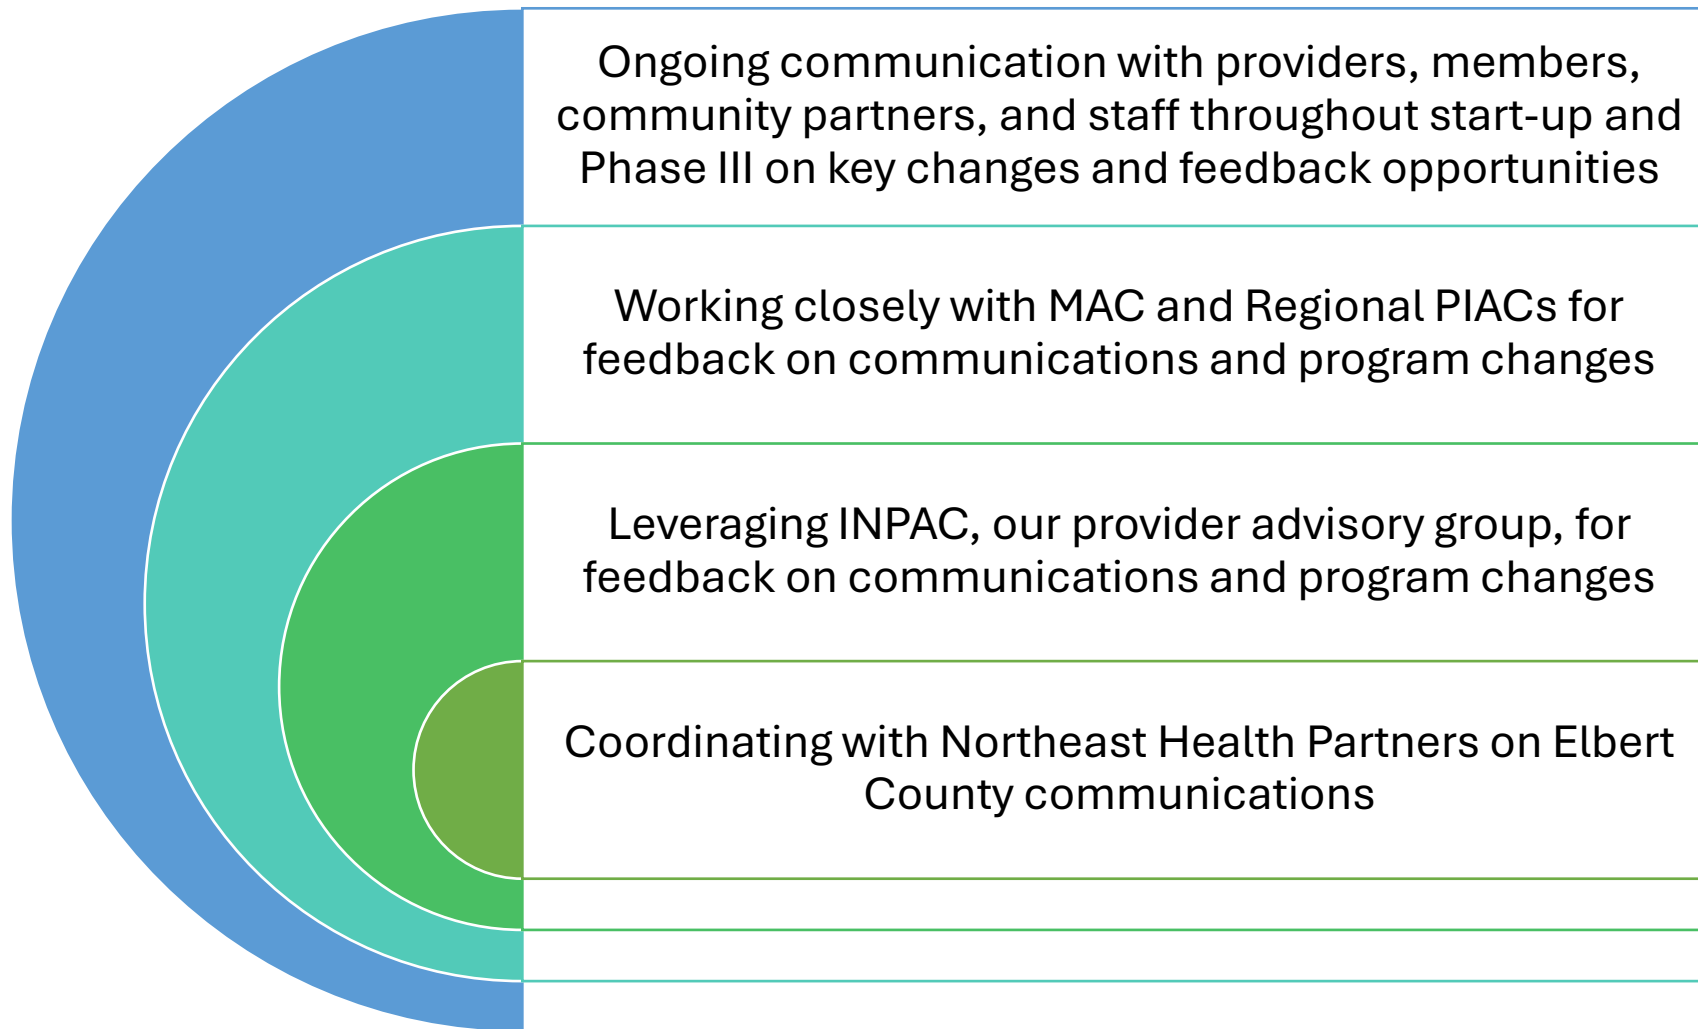 Ongoing communication with providers, members,
community partners, and staff throughout start-up and
Phase III on key changes and feedback opportunities
Working closely with MAC and Regional PIACs for
feedback on communications and program changes
Leveraging INPAC, our provider advisory group, for
feedback on communications and program changes
Coordinating with Northeast Health Partners on Elbert
County communications